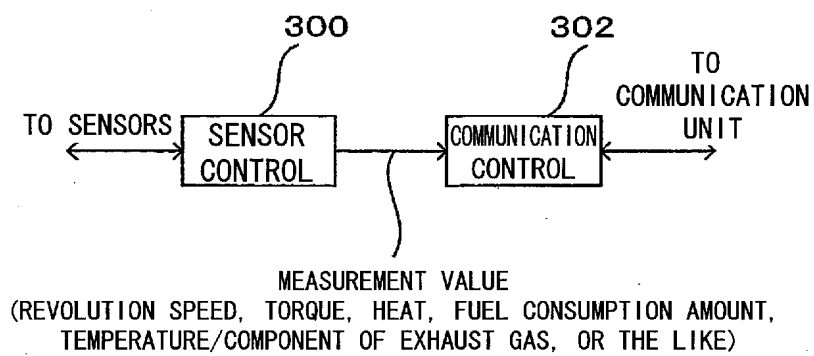 300
302
TO SENSORS
SENSOR
CONTROL
COMMUNICATION
CONTROL
TO
COMMUNICATION
UNIT
MEASUREMENT VALUE
(REVOLUTION SPEED, TORQUE, HEAT, FUEL CONSUMPTION AMOUNT,
TEMPERATURE/COMPONENT OF EXHAUST GAS, OR THE LIKE)